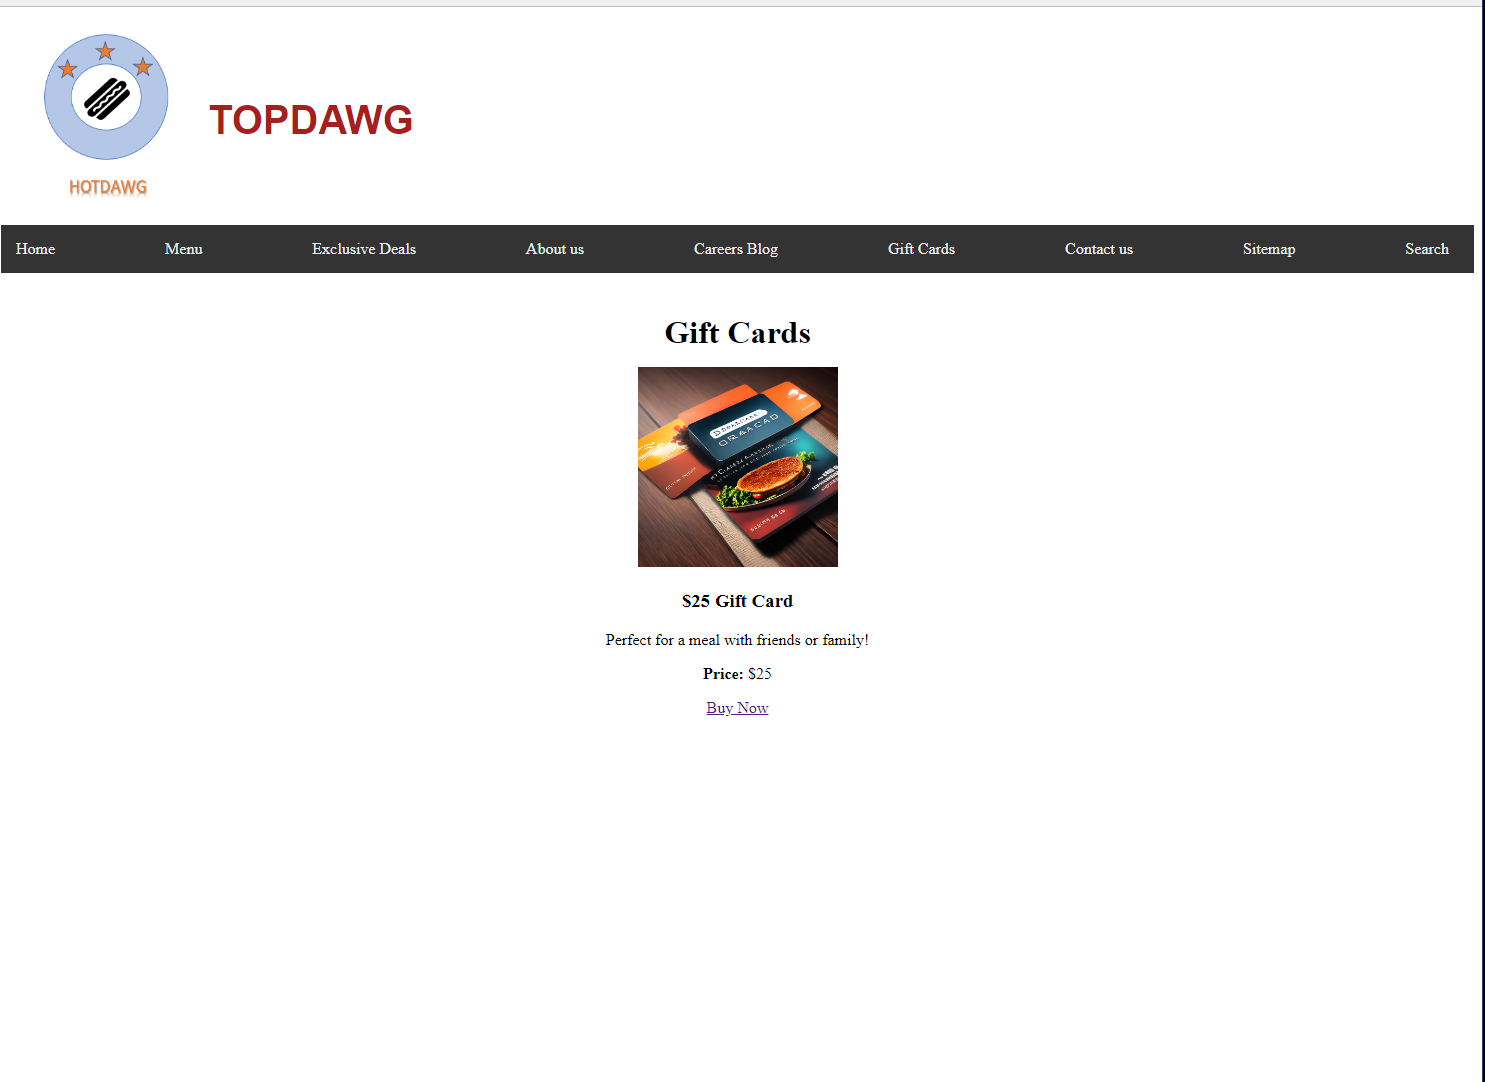 TOPDAWG
HOTDAWG
Home Menu Exclusive Deals About us Careers Blog Gift Cards Contact us Sitemap Search
Gift Cards
$25 Gift Card
Perfect for a meal with friends or family!
Price: $25
Buy Now